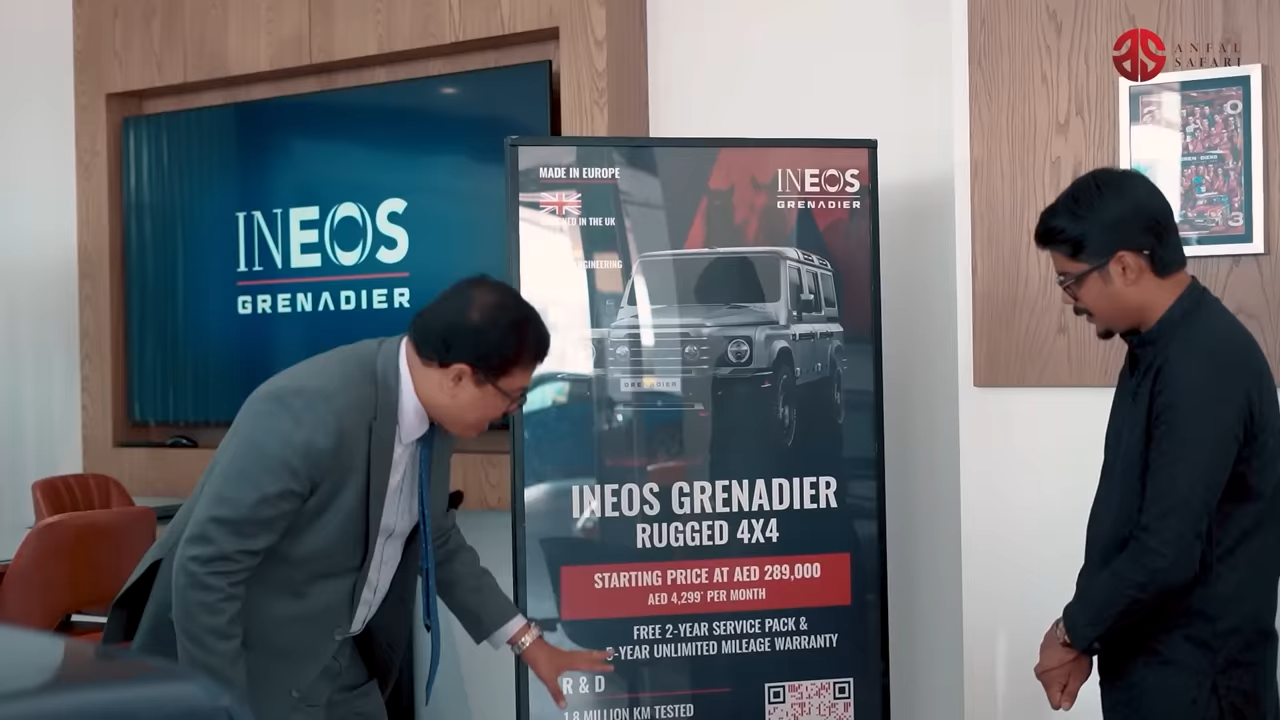 ANFAL
SAFARI
INEOS
GRENADIER
MADE IN EUROPE
IN THE UK
INEOS
GRENADIER
GRENADIER
INEOS GRENADIER
RUGGED 4X4
STARTING PRICE AT AED 289,000
AED 4,299* PER MONTH
FREE 2-YEAR SERVICE PACK &
5-YEAR UNLIMITED MILEAGE WARRANTY
R & D
1.8 MILLION KM TESTED